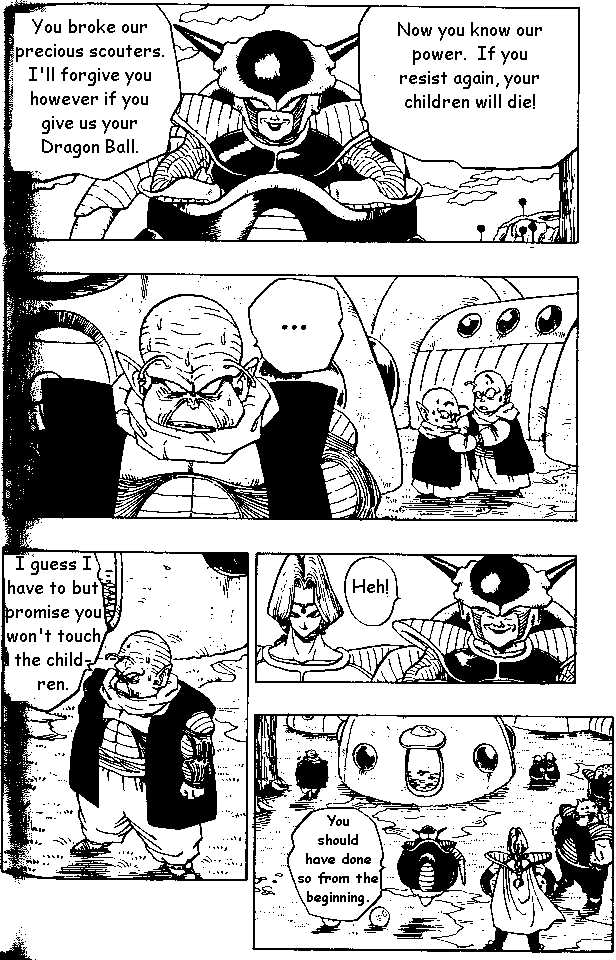 You broke our
precious scouters.
I'll forgive you
however if you
give us your
Dragon Ball.
Now you know our
power. If you
resist again, your
children will die!
...
I guess I
have to but
promise you
won't touch
the child-
ren.
Heh!
You
should
have done
so from the
beginning.